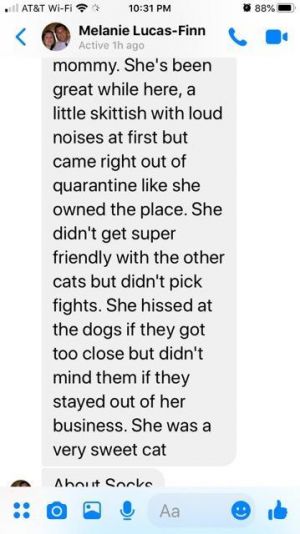 AT&T Wi-Fi 10:31 PM 88%
Melanie Lucas-Finn
Active 1h ago
mommy. She's been
great while here, a
little skittish with loud
noises at first but
came right out of
quarantine like she
owned the place. She
didn't get super
friendly with the other
cats but didn't pick
fights. She hissed at
the dogs if they got
too close but didn't
mind them if they
stayed out of her
business. She was a
very sweet cat
About Socks
Aa